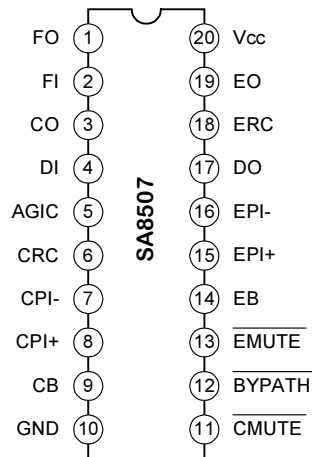 FO 1 20 Vcc
FI 2 19 EO
CO 3 18 ERC
DI 4 17 DO
AGIC 5 16 EPI-
CRC 6 15 EPI+
CPI- 7 14 EB
CPI+ 8 13 EMUTE
CB 9 12 BYPATH
GND 10 11 CMUTE
SA8507